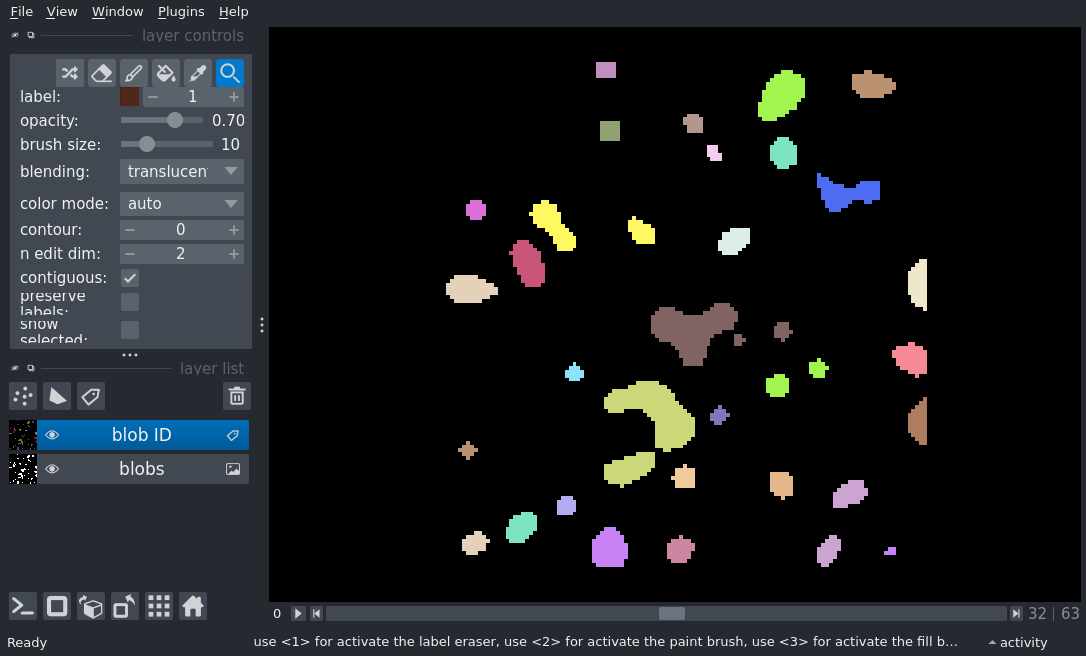 File View Window Plugins Help
layer controls
label: 1
opacity: 0.70
brush size: 10
blending: translucen
color mode: auto
contour: 0
n edit dim: 2
contiguous:
preserve
labels:
show
selected:
layer list
blob ID
blobs
0 32 63
Ready use <1> for activate the label eraser, use <2> for activate the paint brush, use <3> for activate the fill b... activity